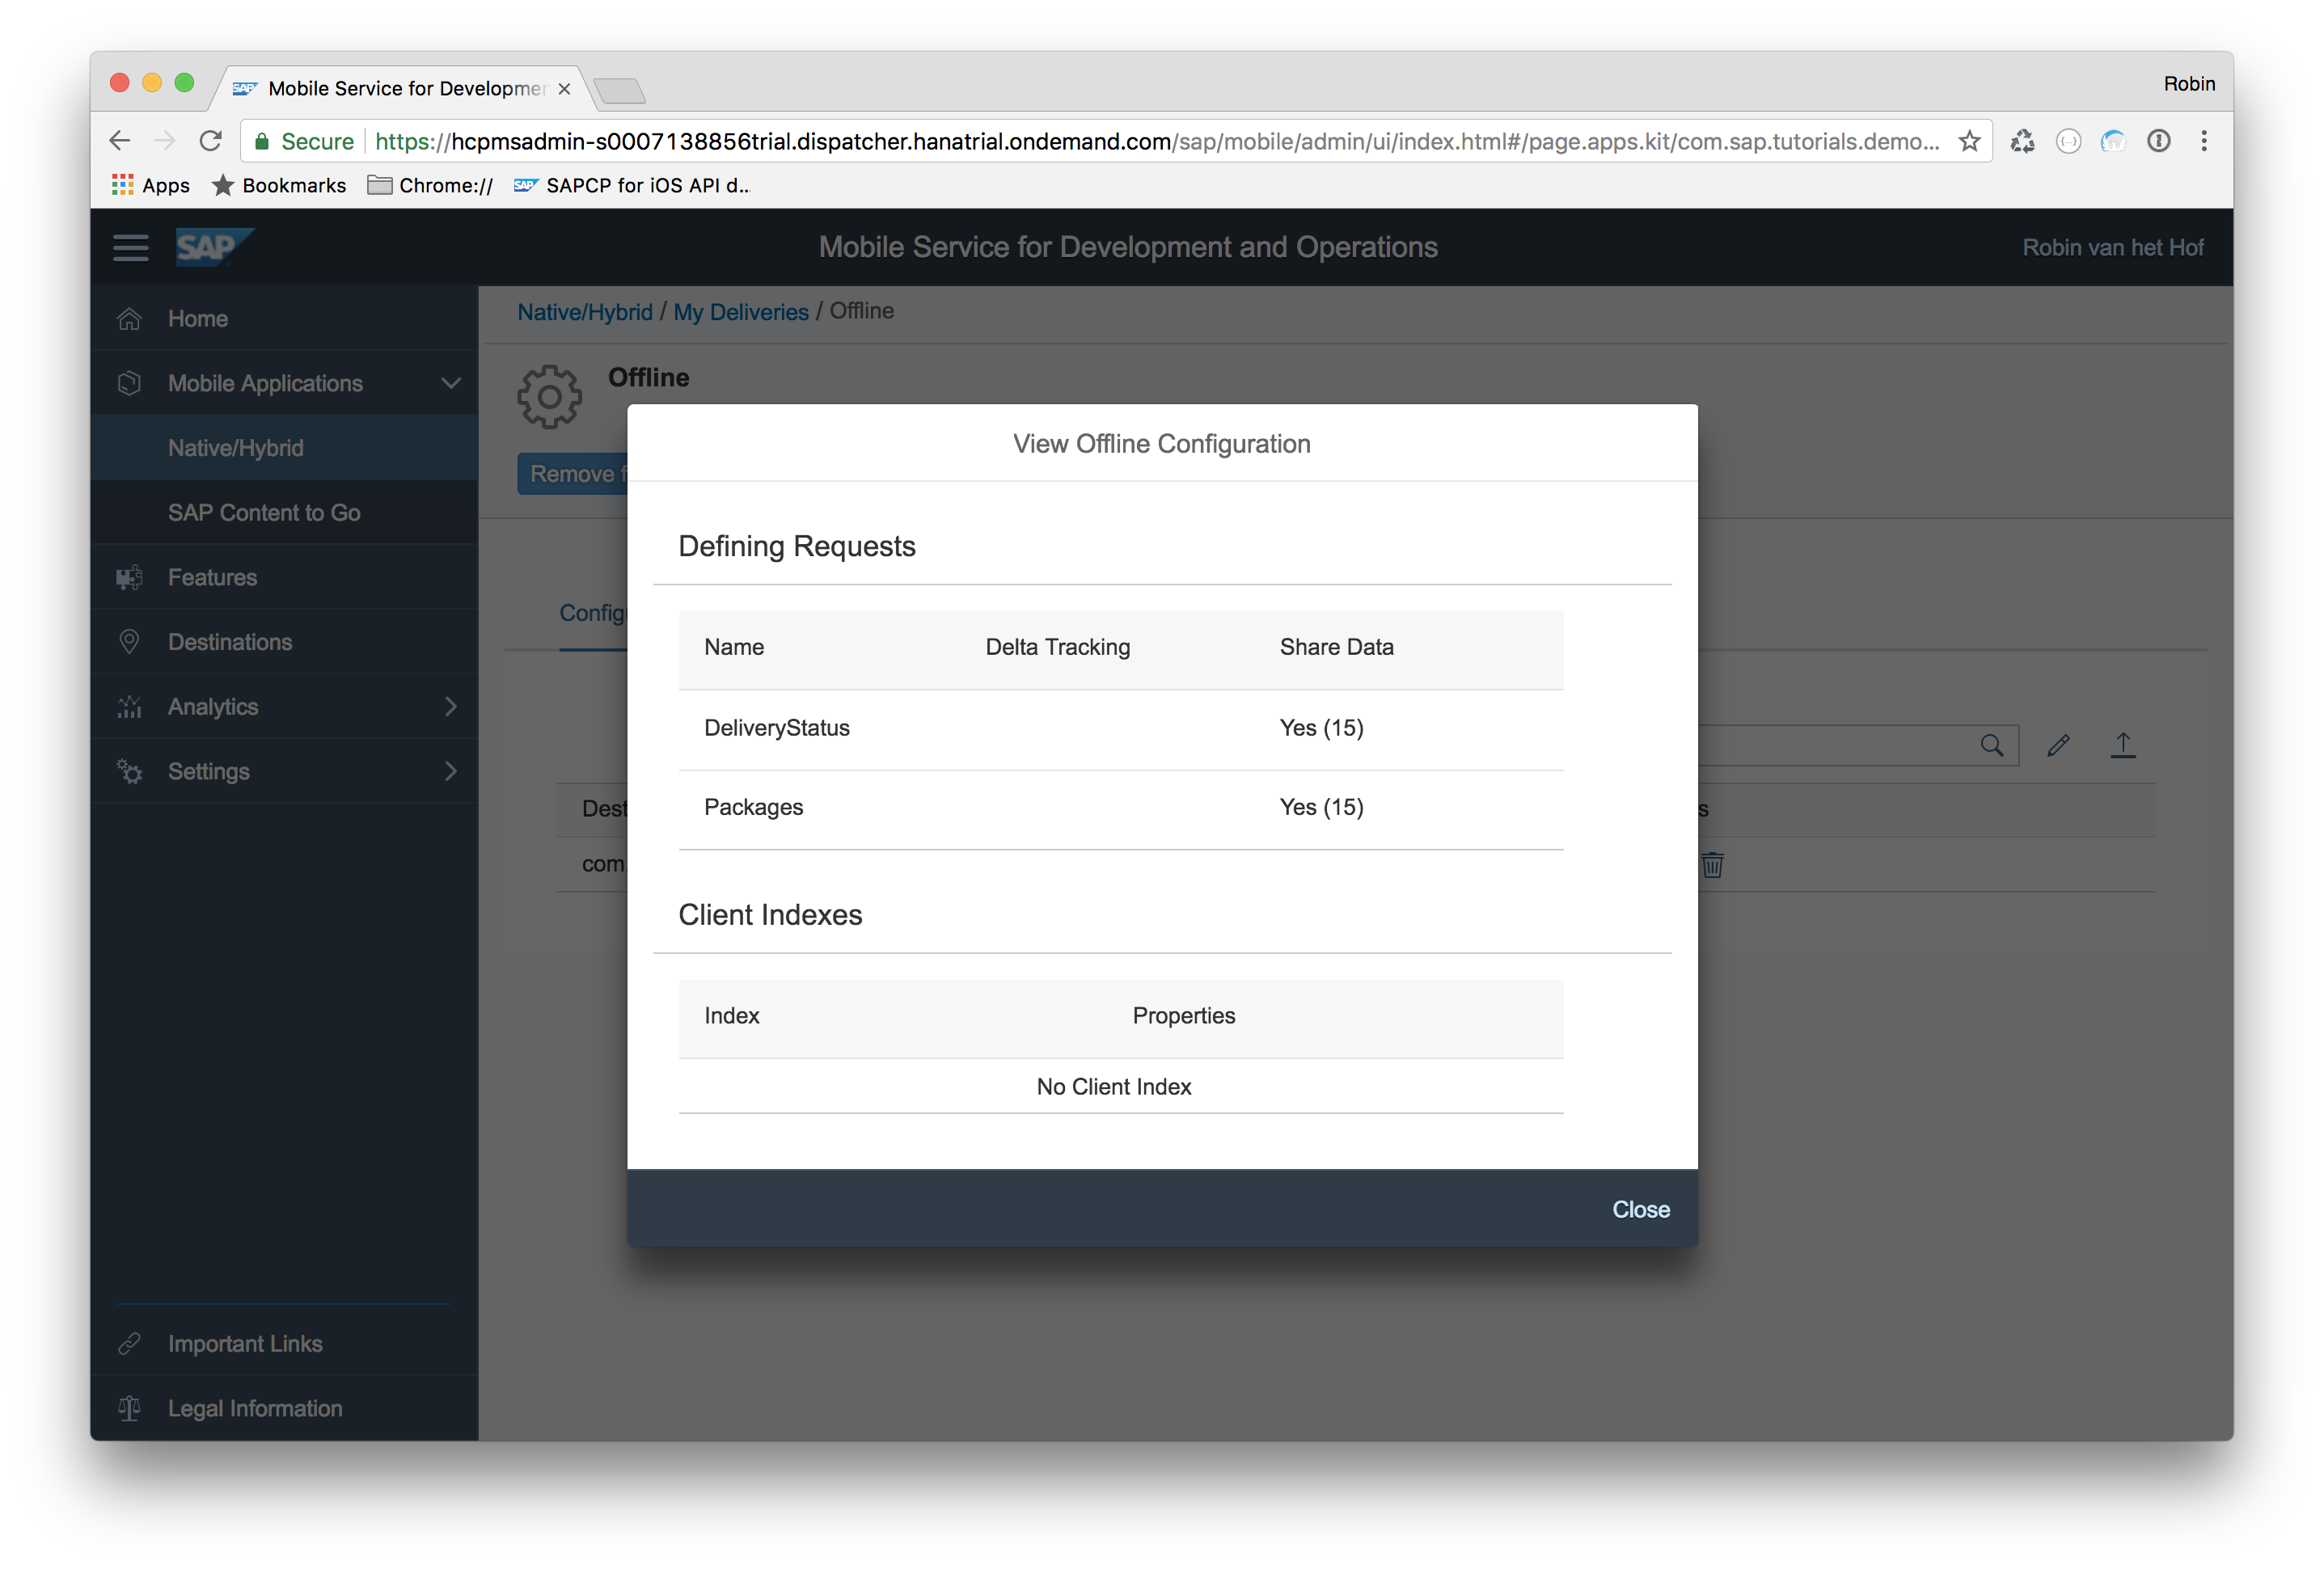 Mobile Service for Developmen
Robin
Secure https://hcpmsadmin-s0007138856trial.dispatcher.hanatrial.ondemand.com/sap/mobile/admin/ui/index.html#/page.apps.kit/com.sap.tutorials.demo...
Apps Bookmarks Chrome:// SAPCP for iOS API d...
SAP Mobile Service for Development and Operations Robin van het Hof
Home
Mobile Applications
Native/Hybrid
SAP Content to Go
Features
Destinations
Analytics
Settings
Important Links
Legal Information
Native/Hybrid / My Deliveries / Offline
Offline
Remove f
Config
Dest
s
com.
View Offline Configuration
Defining Requests
Name Delta Tracking Share Data
DeliveryStatus Yes (15)
Packages Yes (15)
Client Indexes
Index Properties
No Client Index
Close